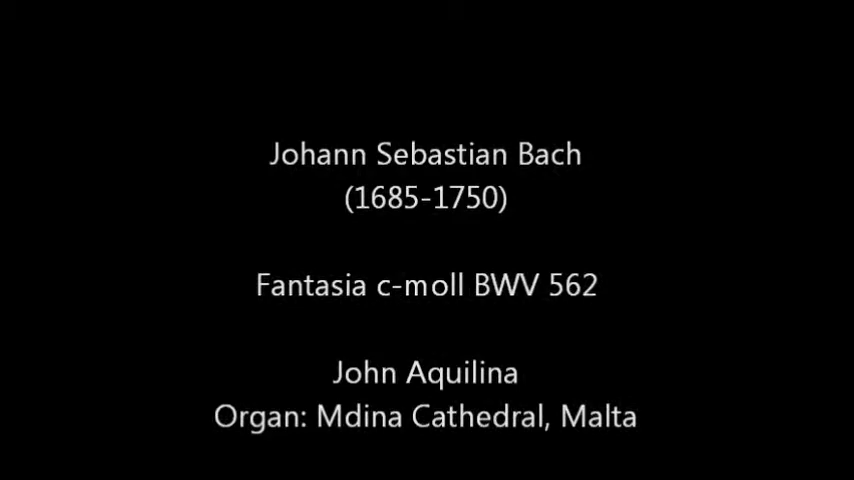 Johann Sebastian Bach
(1685-1750)
Fantasia c-moll BWV 562
John Aquilina
Organ: Mdina Cathedral, Malta